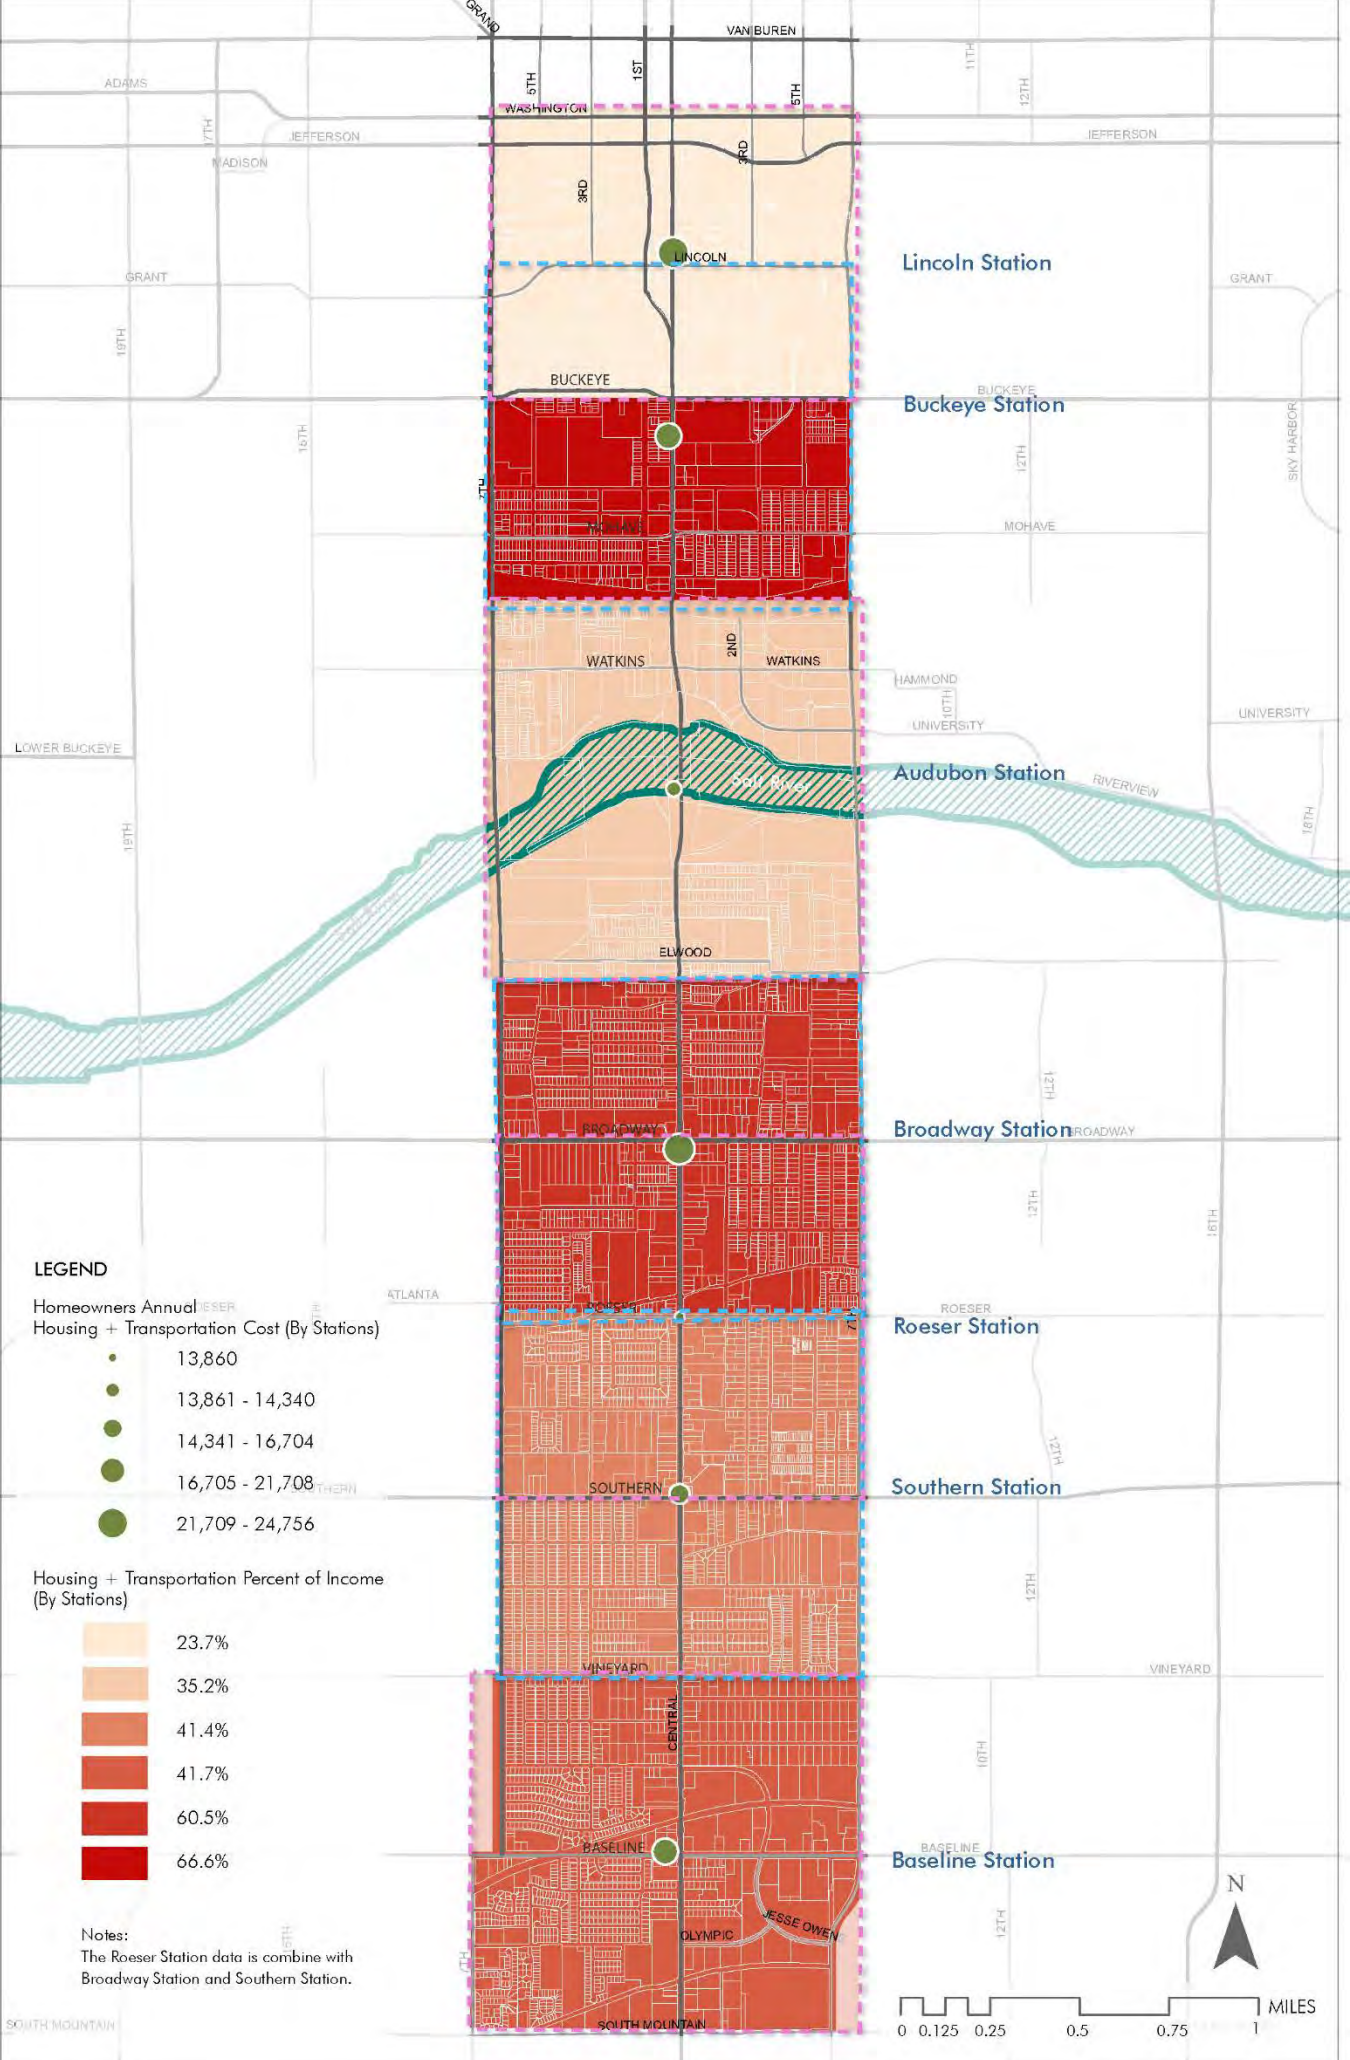 GRAND
VAN BUREN
11TH
5TH
1ST
5TH
12TH
ADAMS
WASHINGTON
17TH
JEFFERSON
JEFFERSON
MADISON
3RD
3RD
LINCOLN
Lincoln Station
GRANT
GRANT
19TH
BUCKEYE
BUCKEYE
Buckeye Station
15TH
12TH
SKY HARBOR
MOHAVE
MOHAVE
2ND
WATKINS
WATKINS
HAMMOND
10TH
UNIVERSITY
UNIVERSITY
LOWER BUCKEYE
Audubon Station
Salt River
RIVERVIEW
19TH
18TH
ELWOOD
12TH
BROADWAY
Broadway Station
BROADWAY
12TH
16TH
LEGEND
Homeowners Annual
Housing + Transportation Cost (By Stations)
13,860
13,861 - 14,340
14,341 - 16,704
16,705 - 21,708
21,709 - 24,756
ATLANTA
ROESER
ROESER
Roeser Station
7TH
12TH
SOUTHERN
Southern Station
Housing + Transportation Percent of Income
(By Stations)
23.7%
35.2%
41.4%
41.7%
60.5%
66.6%
12TH
VINEYARD
VINEYARD
CENTRAL
10TH
BASELINE
BASELINE
Baseline Station
OLYMPIC
JESSE OWENS
12TH
N
Notes:
The Roeser Station data is combine with
Broadway Station and Southern Station.
15TH
7TH
SOUTH MOUNTAIN
SOUTH MOUNTAIN
MILES
0 0.125 0.25 0.5 0.75 1